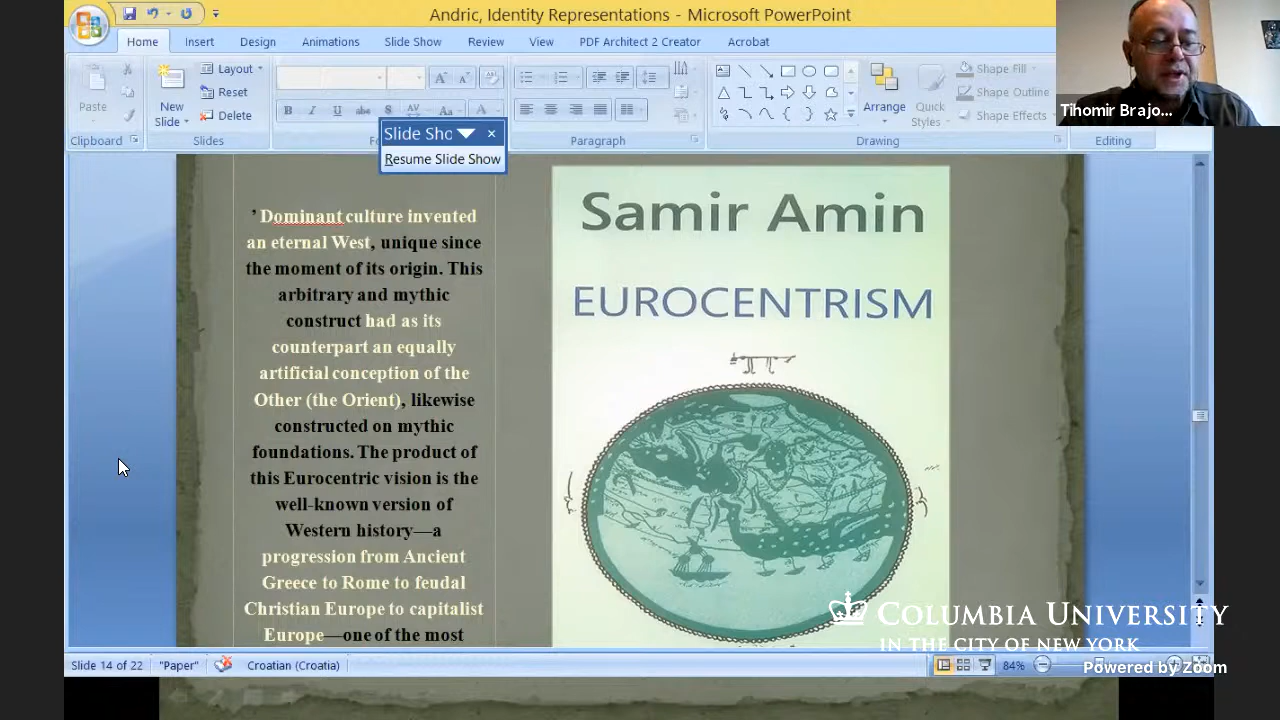 Andric, Identity Representations - Microsoft PowerPoint
Home Insert Design Animations Slide Show Review View PDF Architect 2 Creator Acrobat
Paste
New
Slide
Layout
Reset
Delete
B I U abc S AV Aa A
Arrange
Quick
Styles
Shape Fill
Shape Outline
Shape Effects
Clipboard Slides Paragraph Drawing Editing
Slide Sho
Resume Slide Show
Tihomir Brajo...
’ Dominant culture invented
an eternal West, unique since
the moment of its origin. This
arbitrary and mythic
construct had as its
counterpart an equally
artificial conception of the
Other (the Orient), likewise
constructed on mythic
foundations. The product of
this Eurocentric vision is the
well-known version of
Western history—a
progression from Ancient
Greece to Rome to feudal
Christian Europe to capitalist
Europe—one of the most
Samir Amin
EUROCENTRISM
COLUMBIA UNIVERSITY
IN THE CITY OF NEW YORK
Powered by Zoom
Slide 14 of 22 "Paper" Croatian (Croatia) 84%